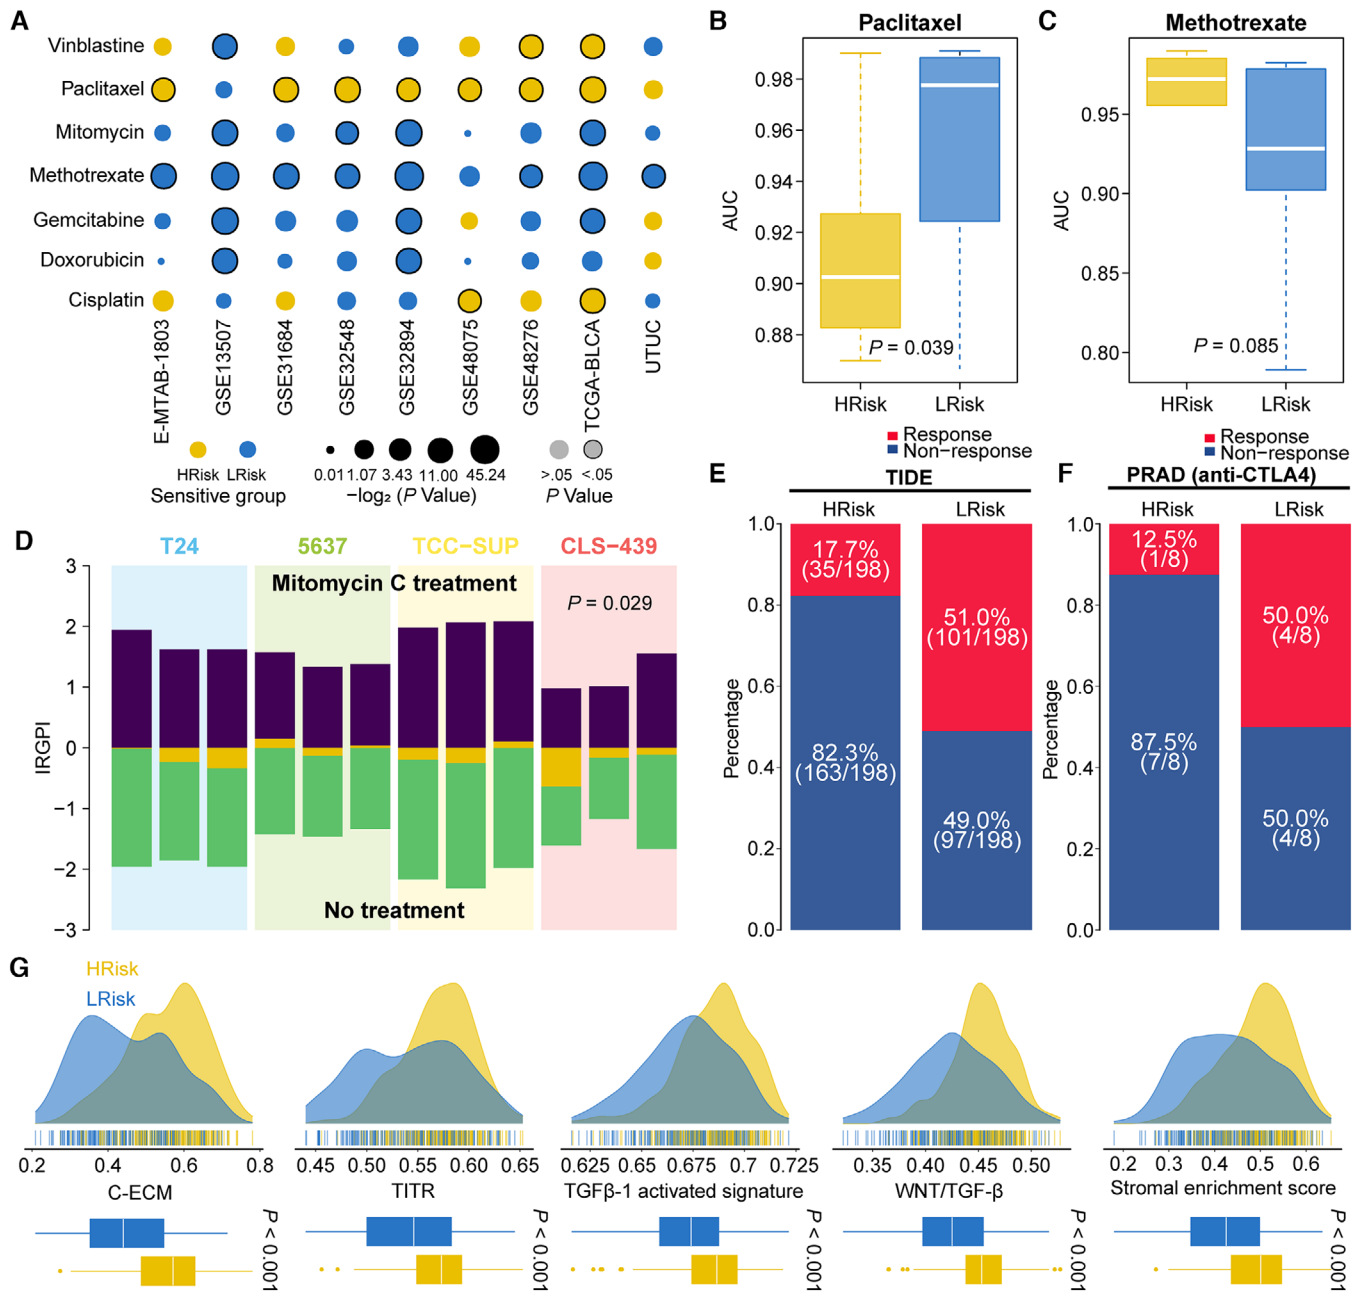 A
Vinblastine
Paclitaxel
Mitomycin
Methotrexate
Gemcitabine
Doxorubicin
Cisplatin
E-MTAB-1803
GSE13507
GSE31684
GSE32548
GSE32894
GSE48075
GSE48276
TCGA-BLCA
UTUC
HRisk LRisk
Sensitive group
0.01 1.07 3.43 11.00 45.24
−log₂ (P Value)
>.05 <.05
P Value
B
Paclitaxel
AUC
0.98
0.96
0.94
0.92
0.90
0.88
P = 0.039
HRisk LRisk
C
Methotrexate
AUC
0.95
0.90
0.85
0.80
P = 0.085
HRisk LRisk
D
T24 5637 TCC−SUP CLS−439
Mitomycin C treatment
P = 0.029
IRGPI
3
2
1
0
−1
−2
−3
No treatment
E
Response
Non-response
TIDE
HRisk LRisk
Percentage
1.0
0.8
0.6
0.4
0.2
0.0
17.7%
(35/198)
82.3%
(163/198)
51.0%
(101/198)
49.0%
(97/198)
F
Response
Non-response
PRAD (anti-CTLA4)
HRisk LRisk
Percentage
1.0
0.8
0.6
0.4
0.2
0.0
12.5%
(1/8)
87.5%
(7/8)
50.0%
(4/8)
50.0%
(4/8)
G
HRisk
LRisk
0.2 0.4 0.6 0.8
C-ECM
P < 0.001
0.45 0.50 0.55 0.60 0.65
TITR
P < 0.001
0.625 0.65 0.675 0.7 0.725
TGFβ-1 activated signature
P < 0.001
0.35 0.40 0.45 0.50
WNT/TGF-β
P < 0.001
0.2 0.3 0.4 0.5 0.6
Stromal enrichment score
P < 0.001